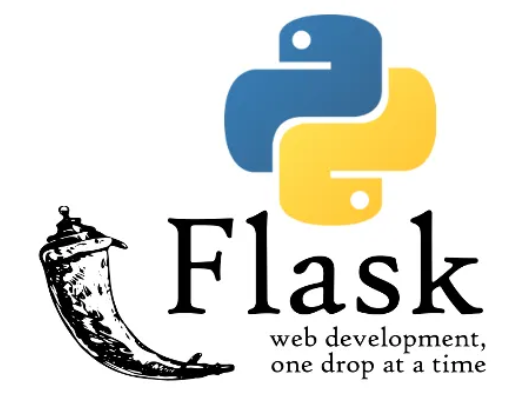 Flask
web development,
one drop at a time